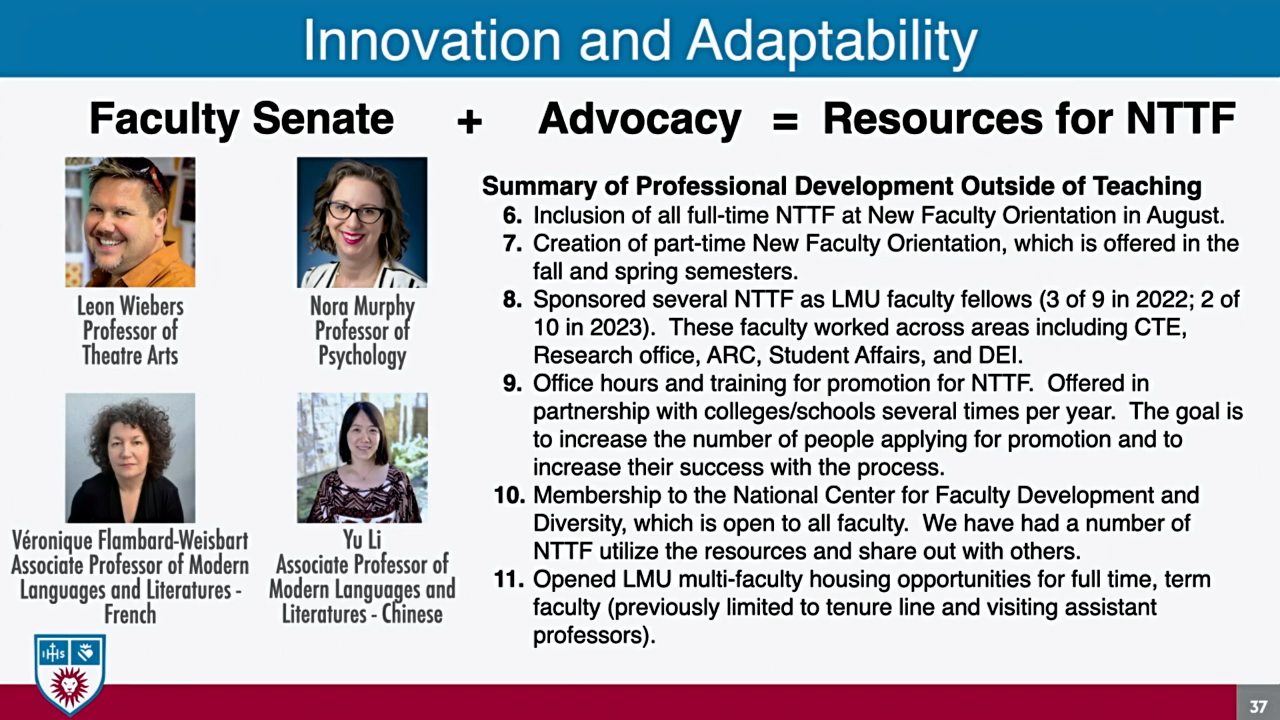 Innovation and Adaptability
Faculty Senate + Advocacy = Resources for NTTF
Leon Wiebers
Professor of
Theatre Arts
Nora Murphy
Professor of
Psychology
Véronique Flambard-Weisbart
Associate Professor of Modern
Languages and Literatures -
French
Yu Li
Associate Professor of
Modern Languages and
Literatures - Chinese
Summary of Professional Development Outside of Teaching
6. Inclusion of all full-time NTTF at New Faculty Orientation in August.
7. Creation of part-time New Faculty Orientation, which is offered in the
fall and spring semesters.
8. Sponsored several NTTF as LMU faculty fellows (3 of 9 in 2022; 2 of
10 in 2023). These faculty worked across areas including CTE,
Research office, ARC, Student Affairs, and DEI.
9. Office hours and training for promotion for NTTF. Offered in
partnership with colleges/schools several times per year. The goal is
to increase the number of people applying for promotion and to
increase their success with the process.
10. Membership to the National Center for Faculty Development and
Diversity, which is open to all faculty. We have had a number of
NTTF utilize the resources and share out with others.
11. Opened LMU multi-faculty housing opportunities for full time, term
faculty (previously limited to tenure line and visiting assistant
professors).
IHS
37